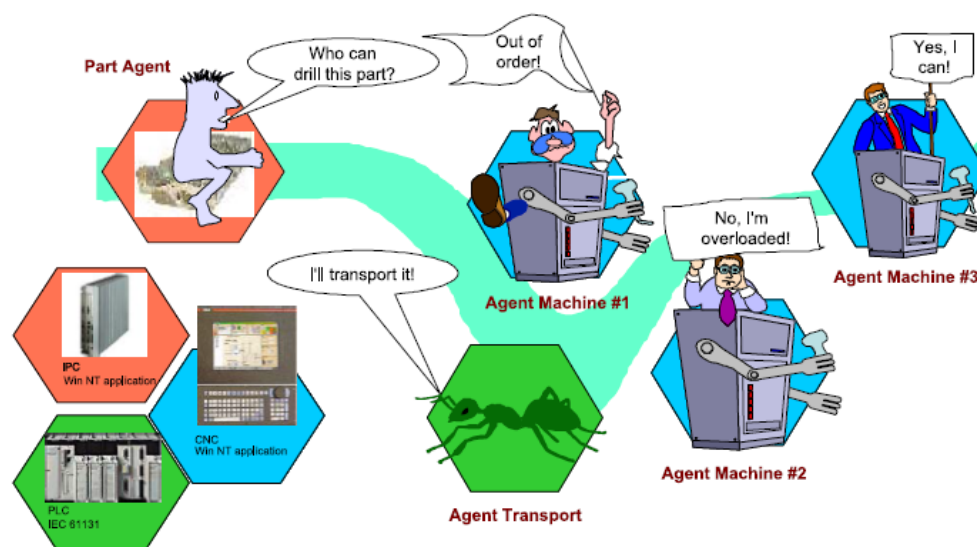 Part Agent
Who can
drill this part?
Out of
order!
Yes, I
can!
No, I'm
overloaded!
Agent Machine #3
I'll transport it!
Agent Machine #1
IPC
Win NT application
CNC
Win NT application
Agent Machine #2
PLC
IEC 61131
Agent Transport